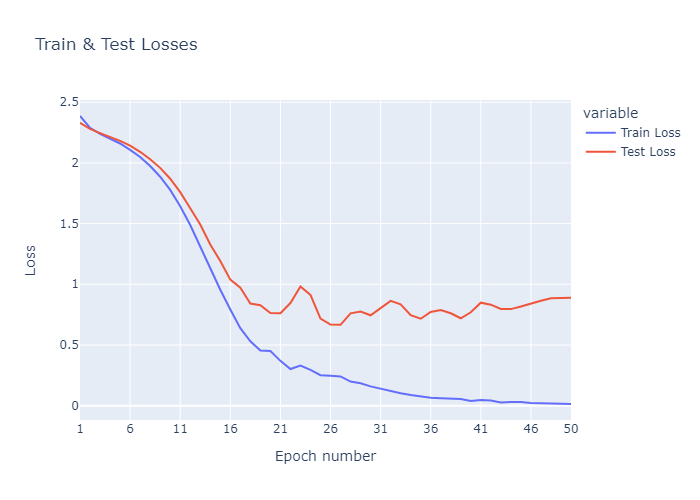 Train & Test Losses
variable
Train Loss
Test Loss
2.5
2
1.5
1
0.5
0
Loss
1 6 11 16 21 26 31 36 41 46 50
Epoch number